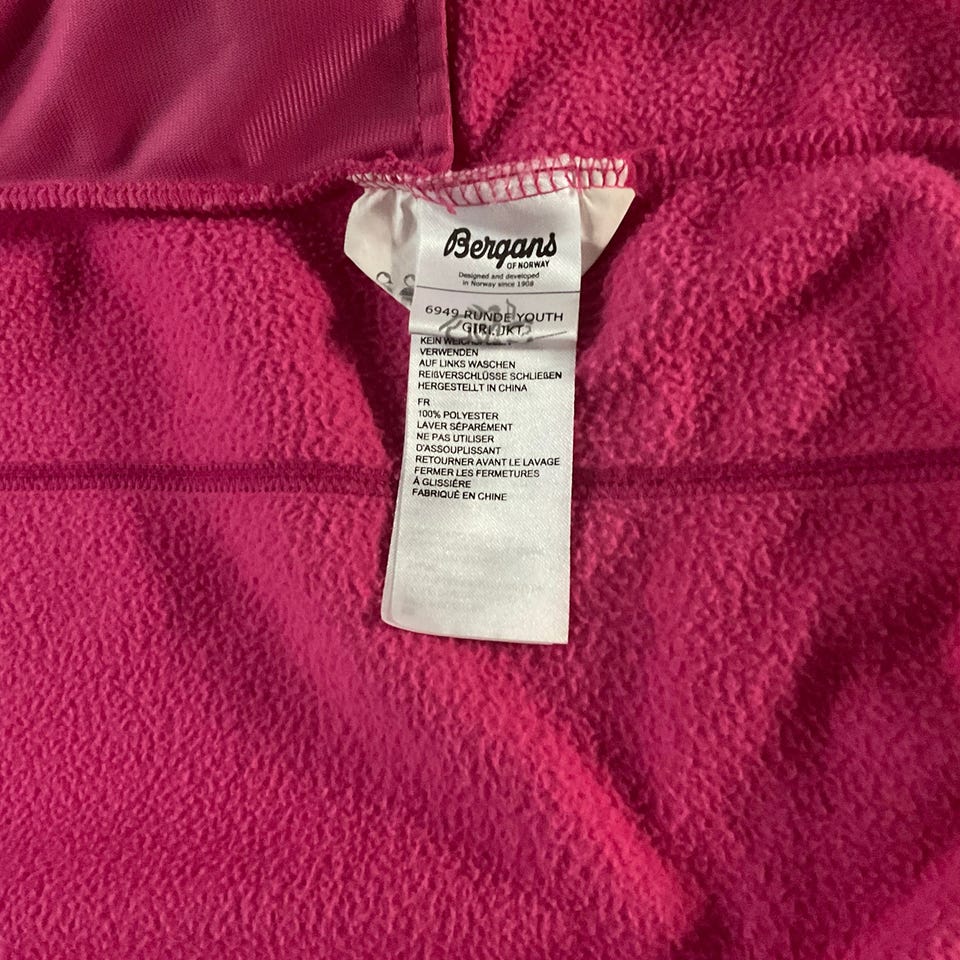 Bergans
OF NORWAY
Designed and developed
in Norway since 1908
6949 RUNDE YOUTH
GIRL JKT
KEIN
VERWENDEN
AUF LINKS WASCHEN
REIßVERSCHLÜSSE SCHLIEßEN
HERGESTELLT IN CHINA
FR
100% POLYESTER
LAVER SÉPARÉMENT
NE PAS UTILISER
D'ASSOUPLISSANT
RETOURNER AVANT LE LAVAGE
FERMER LES FERMETURES
À GLISSIÈRE
FABRIQUÉ EN CHINE